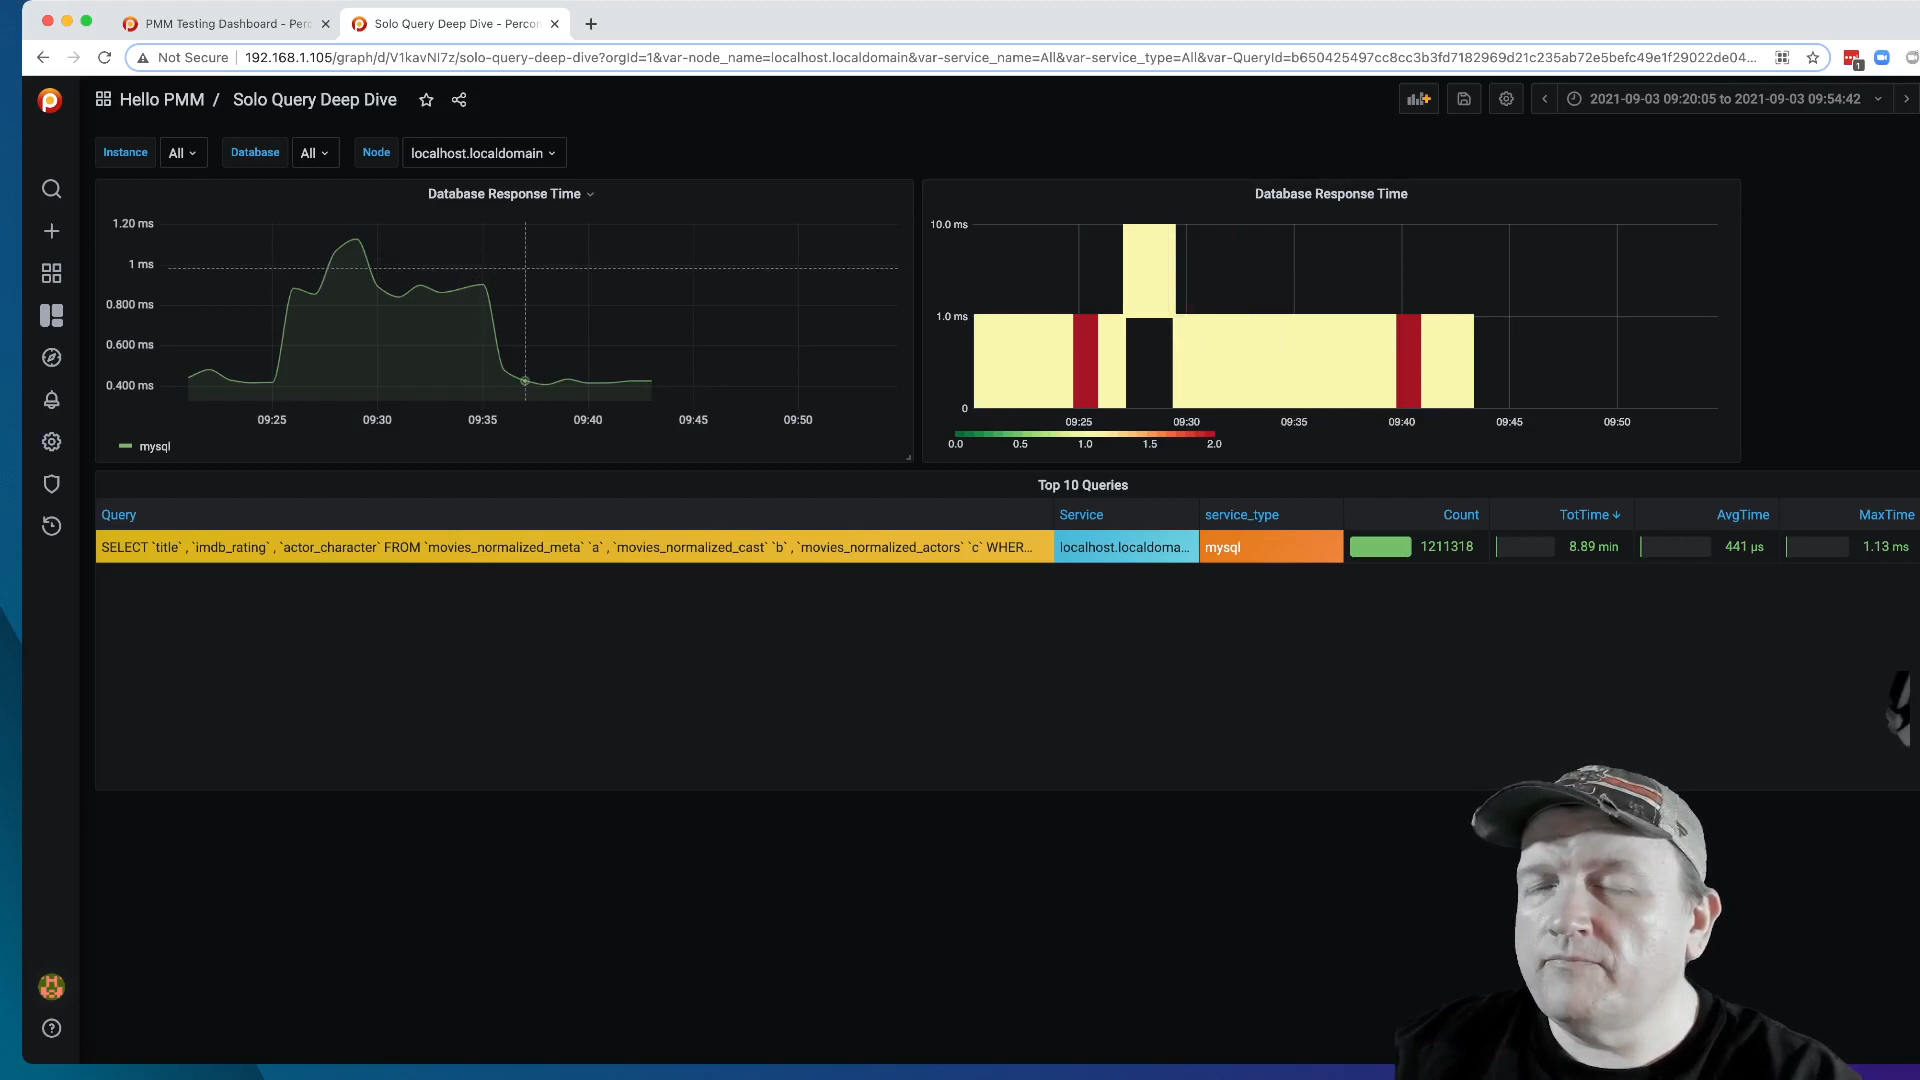 PMM Testing Dashboard - Perc
Solo Query Deep Dive - Percon
Not Secure
192.168.1.105/graph/d/V1kavNI7z/solo-query-deep-dive?orgId=1&var-node_name=localhost.localdomain&var-service_name=All&var-service_type=All&var-QueryId=b650425497cc8cc3b3fd7182969d21c235ab72e5befc49e1f29022de04...
1
Hello PMM / Solo Query Deep Dive
2021-09-03 09:20:05 to 2021-09-03 09:54:42
Instance
All
Database
All
Node
localhost.localdomain
Database Response Time
1.20 ms
1 ms
0.800 ms
0.600 ms
0.400 ms
09:25 09:30 09:35 09:40 09:45 09:50
mysql
Database Response Time
10.0 ms
1.0 ms
0
09:25 09:30 09:35 09:40 09:45 09:50
0.0 0.5 1.0 1.5 2.0
Top 10 Queries
Query Service service_type Count TotTime AvgTime MaxTime
SELECT `title` , `imdb_rating` , `actor_character` FROM `movies_normalized_meta` `a` , `movies_normalized_cast` `b` , `movies_normalized_actors` `c` WHER... localhost.localdoma... mysql 1211318 8.89 min 441 µs 1.13 ms